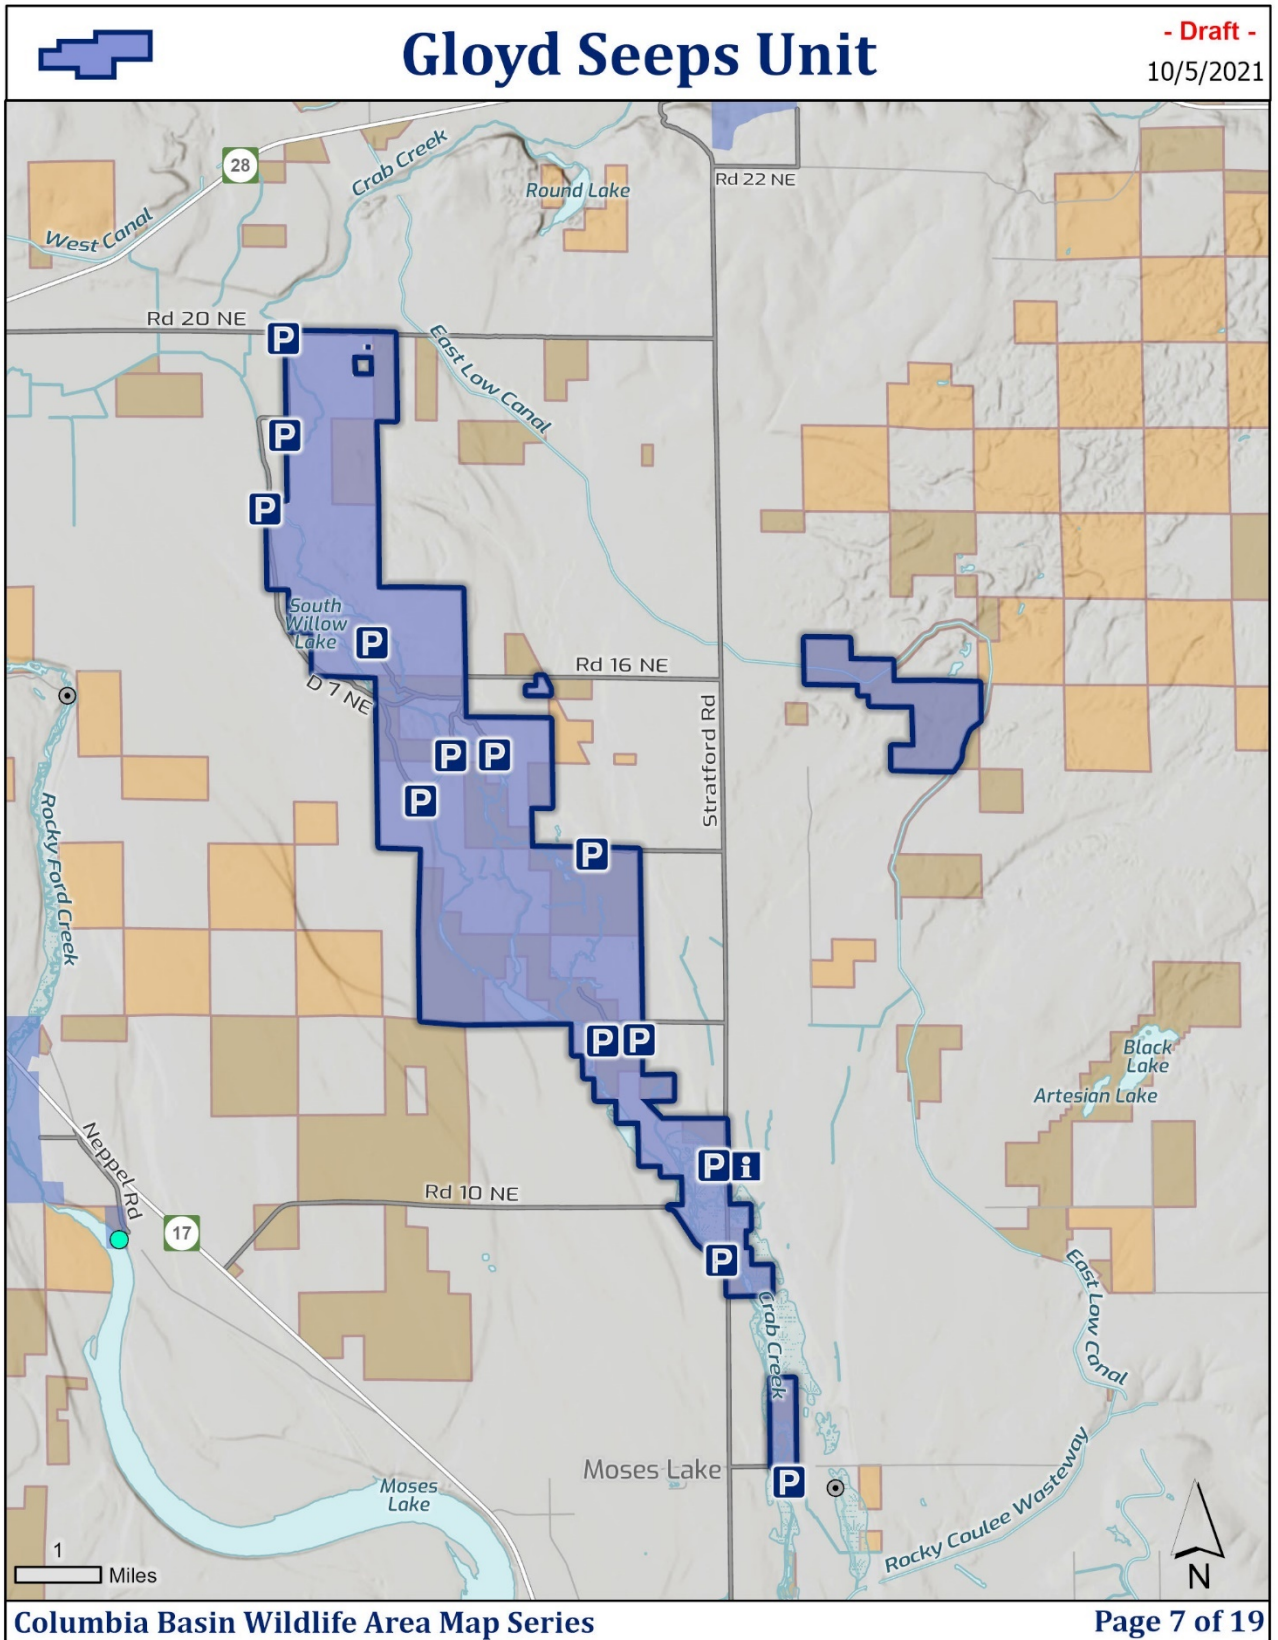 Gloyd Seeps Unit
- Draft -
10/5/2021
28
Crab Creek
Round Lake
Rd 22 NE
West Canal
Rd 20 NE
P
East Low Canal
P
P
South
Willow
Lake
P
Rd 16 NE
D 7 NE
Stratford Rd
P
P
P
Rocky Ford Creek
P
P
P
Black
Lake
Artesian Lake
Neppel Rd
P
i
Rd 10 NE
17
P
East Low Canal
Crab Creek
Moses Lake
P
Moses
Lake
Rocky Coulee Wasteway
1
Miles
N
Columbia Basin Wildlife Area Map Series
Page 7 of 19